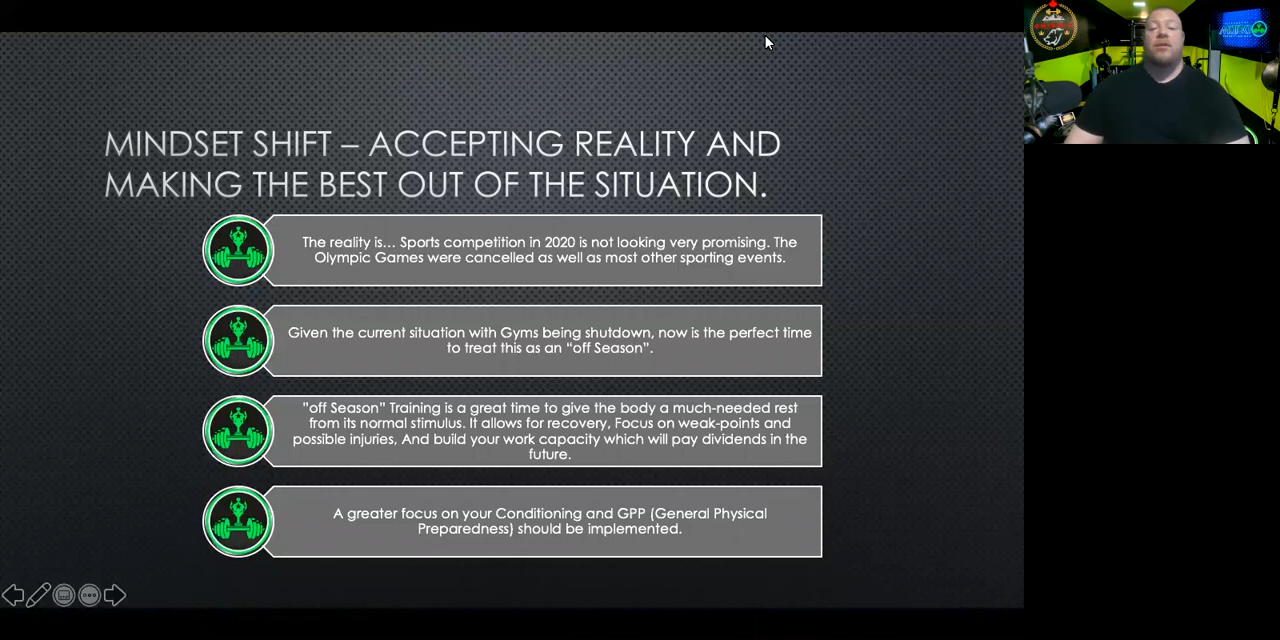 MINDSET SHIFT – ACCEPTING REALITY AND
MAKING THE BEST OUT OF THE SITUATION.
The reality is... Sports competition in 2020 is not looking very promising. The
Olympic Games were cancelled as well as most other sporting events.
Given the current situation with Gyms being shutdown, now is the perfect time
to treat this as an “off Season”.
”off Season” Training is a great time to give the body a much-needed rest
from its normal stimulus. It allows for recovery, Focus on weak-points and
possible injuries, And build your work capacity which will pay dividends in the
future.
A greater focus on your Conditioning and GPP (General Physical
Preparedness) should be implemented.